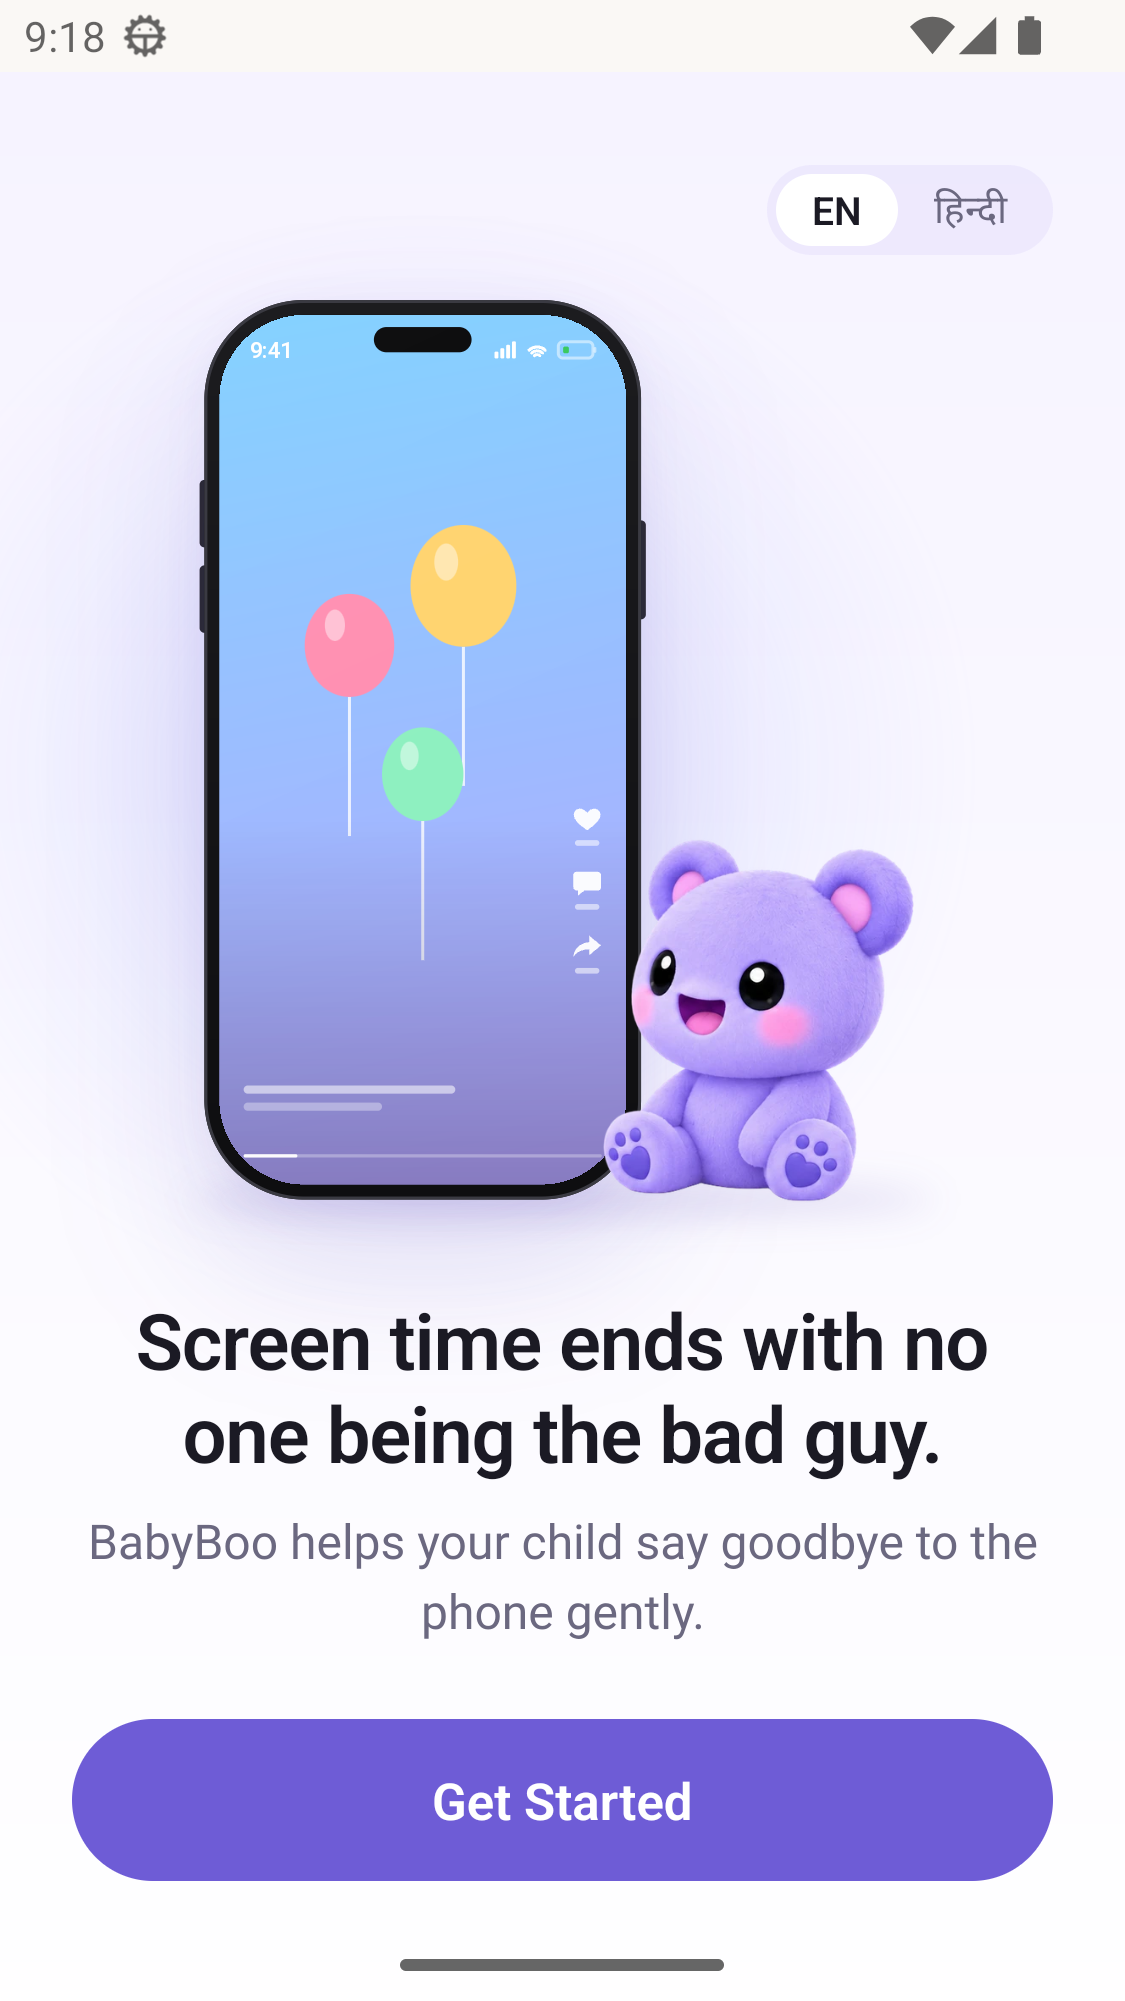 9:18
EN
हिन्दी
9:41
Screen time ends with no
one being the bad guy.
BabyBoo helps your child say goodbye to the
phone gently.
Get Started